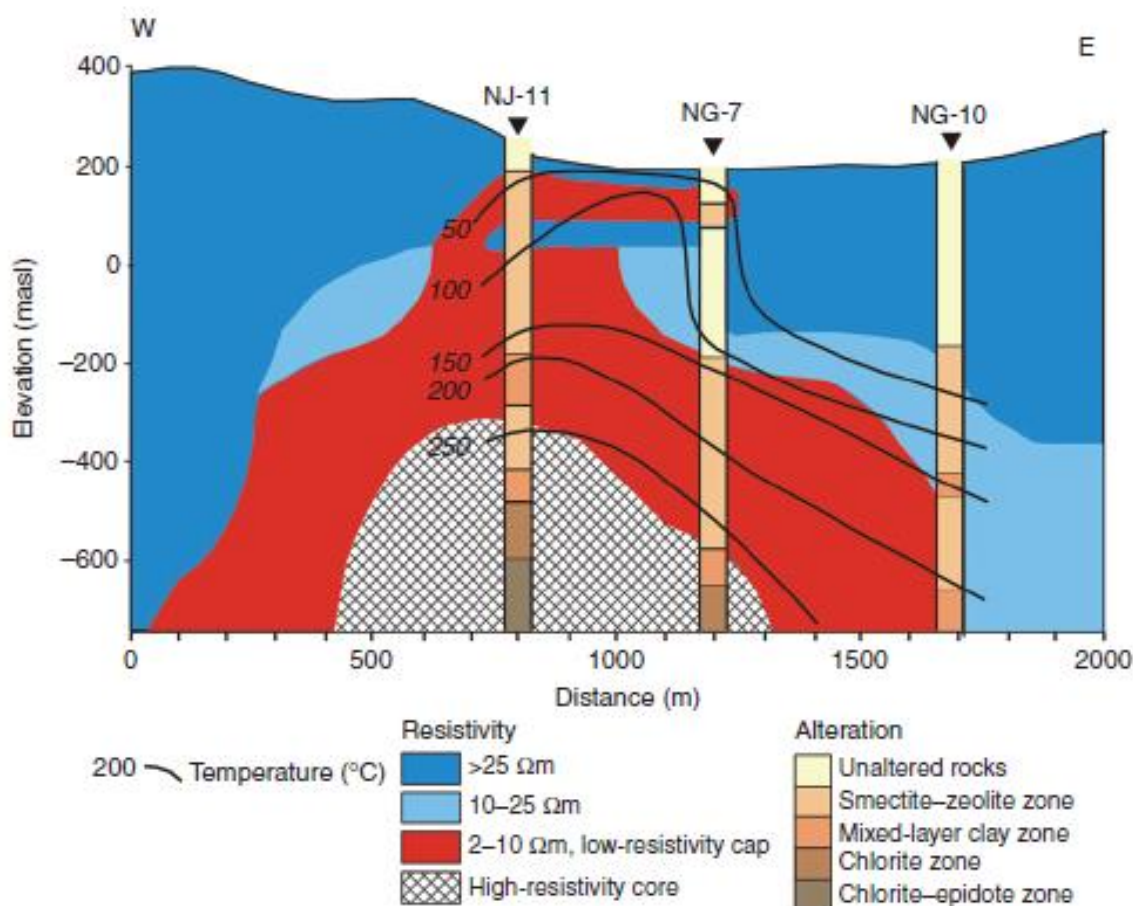 W
E
NJ-11
NG-7
NG-10
400
200
0
–200
–400
–600
Elevation (masl)
50
100
150
200
250
0
500
1000
1500
2000
Distance (m)
200 Temperature (°C)
Resistivity
>25 Ωm
10–25 Ωm
2–10 Ωm, low-resistivity cap
High-resistivity core
Alteration
Unaltered rocks
Smectite–zeolite zone
Mixed-layer clay zone
Chlorite zone
Chlorite–epidote zone